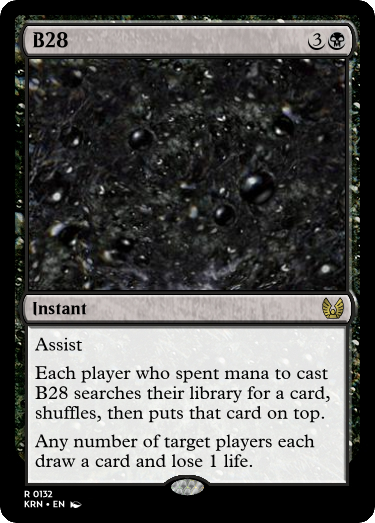 B28 3
Instant
Assist
Each player who spent mana to cast
B28 searches their library for a card,
shuffles, then puts that card on top.
Any number of target players each
draw a card and lose 1 life.
R 0132
KRN • EN